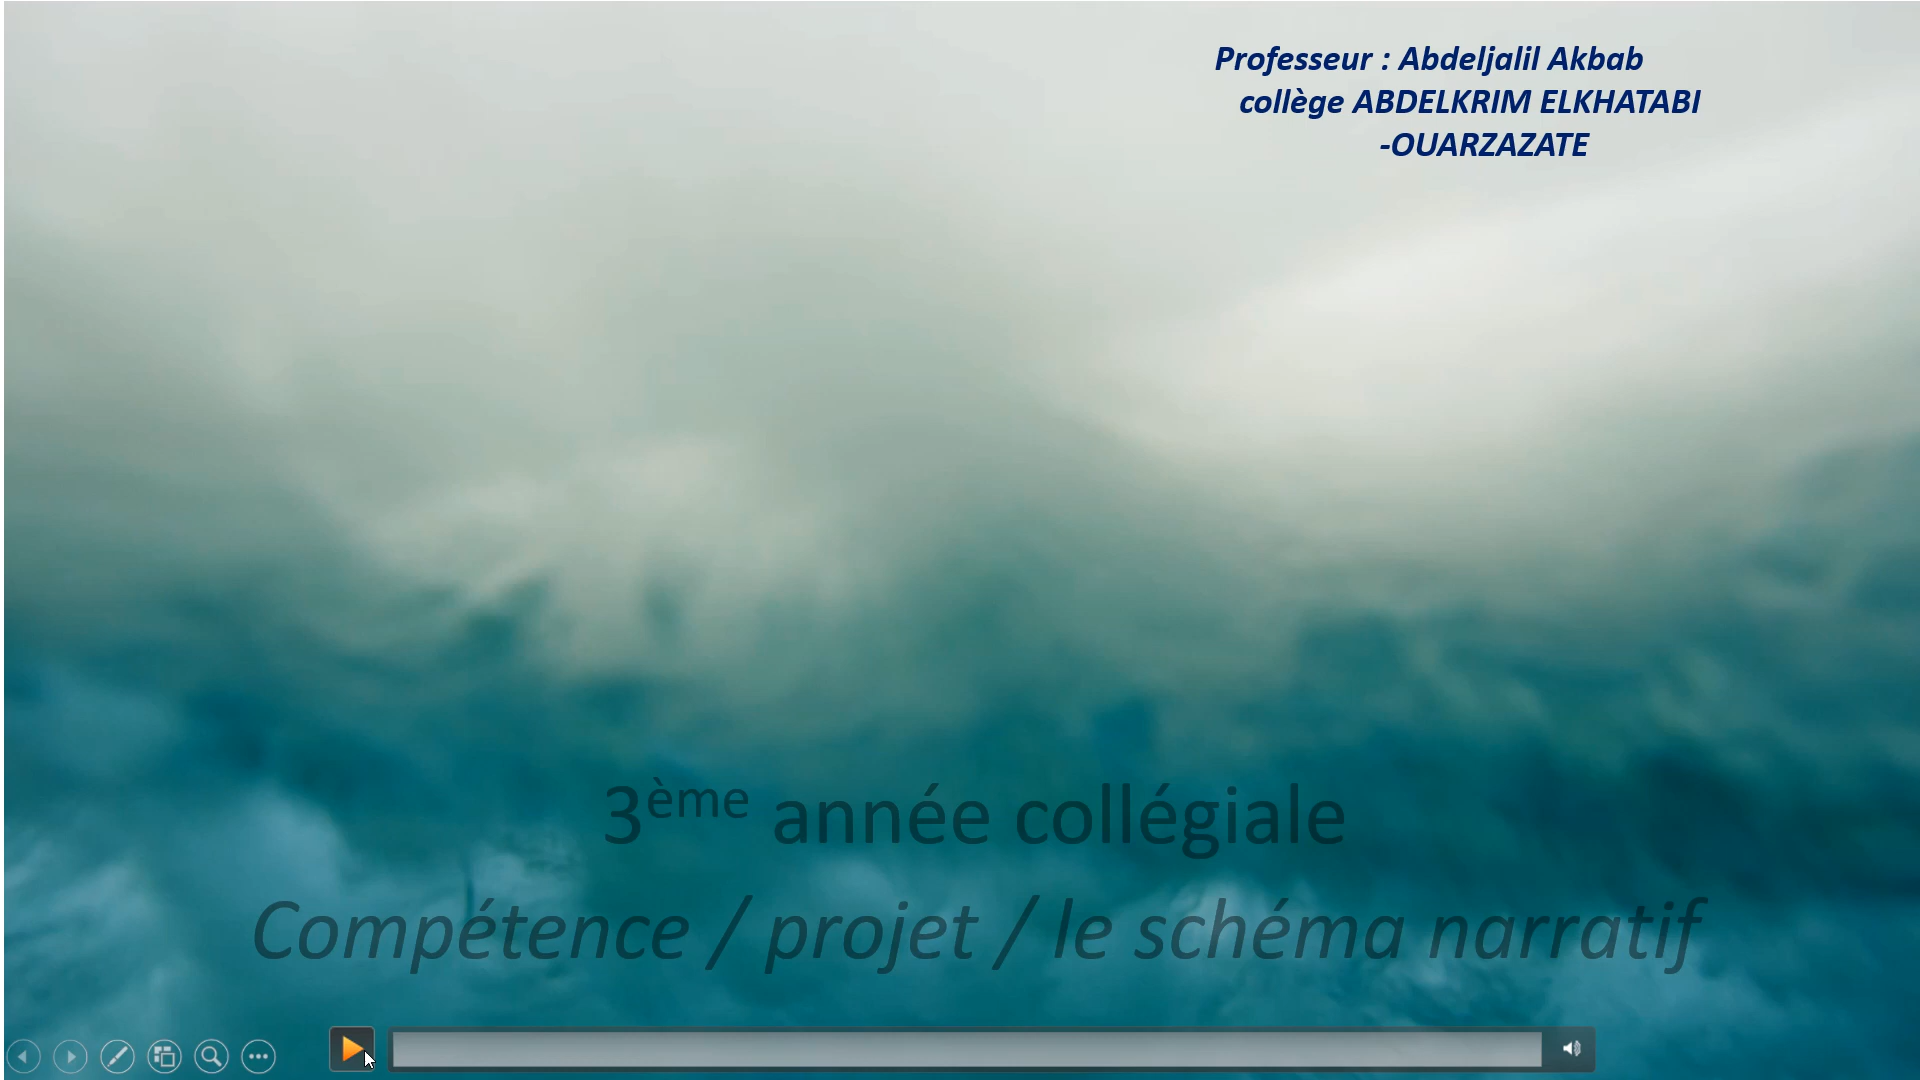 Professeur : Abdeljalil Akbab
collège ABDELKRIM ELKHATABI
-OUARZAZATE
3ème année collégiale
Compétence / projet / le schéma narratif